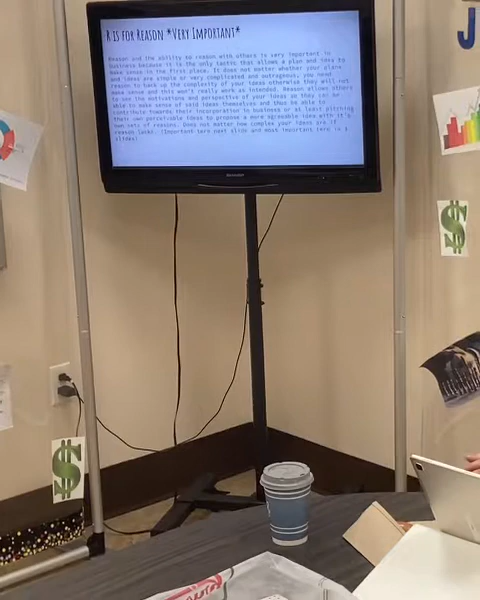 R is for Reason *Very Important*
Reason and the ability to reason with others is very important in
business because it is the only tactic that allows a plan and idea to
make sense in the first place. It does not matter whether your plans
and ideas are simple or very complicated and outrageous, you need
reason to back up the complexity of your ideas otherwise they will not
make sense and this won't really work as intended. Reason allows others
to see the motivation and perspective of your ideas so they can be
able to make sense of said ideas themselves and thus be able to
contribute towards their incorporation to business or at least pitching
their own perceivable ideas to propose a more agreeable idea with it's
own sets of reasons. Does not matter how complex your ideas are if
reason lacks. (Important term next slide and most important term in 3
slides)
SHARP
J
$
$